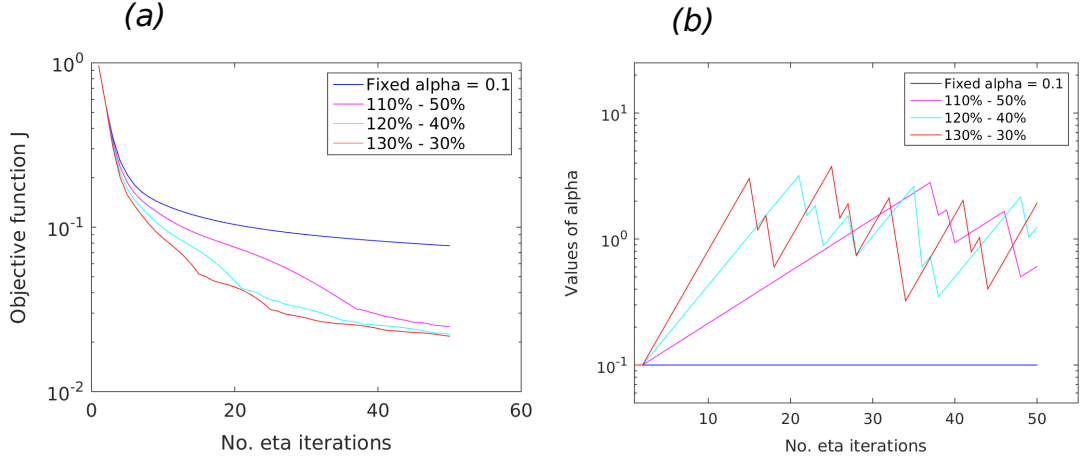 (a)
10^0
10^-1
10^-2
0
20
40
60
Objective function J
No. eta iterations
Fixed alpha = 0.1
110% - 50%
120% - 40%
130% - 30%
(b)
10^1
10^0
10^-1
10
20
30
40
50
Values of alpha
No. eta iterations
Fixed alpha = 0.1
110% - 50%
120% - 40%
130% - 30%